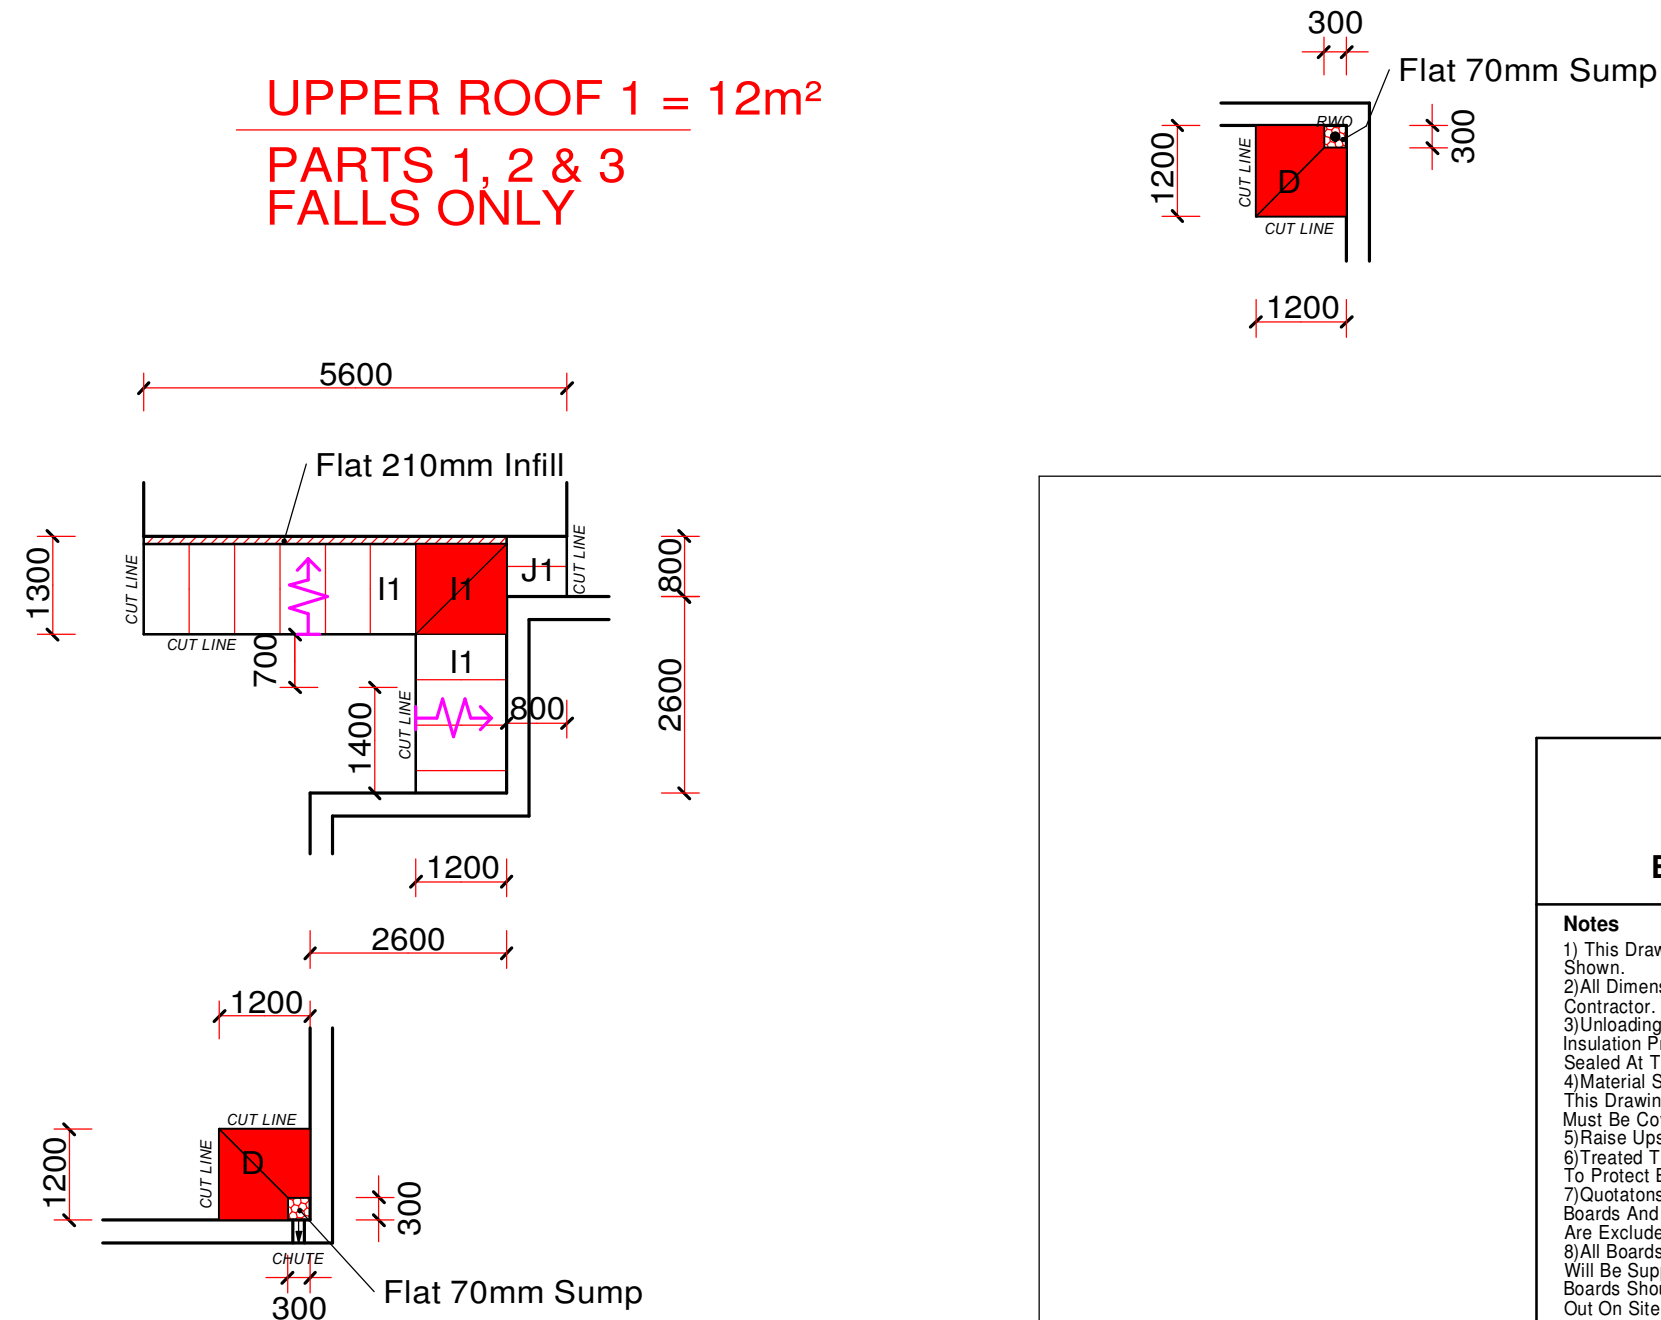 UPPER ROOF 1 = 12m²
PARTS 1, 2 & 3
FALLS ONLY
300
Flat 70mm Sump
RWO
300
1200
CUT LINE
D
CUT LINE
1200
5600
Flat 210mm Infill
1300
CUT LINE
I1
I1
J1
CUT LINE
800
CUT LINE
700
I1
2600
1400
CUT LINE
800
1200
2600
1200
CUT LINE
1200
CUT LINE
D
300
CHUTE
300
Flat 70mm Sump
Notes
1) This Draw
Shown.
2)All Dimens
Contractor.
3)Unloading
Insulation Pr
Sealed At T
4)Material S
This Drawin
Must Be Co
5)Raise Ups
6)Treated T
To Protect E
7)Quotatons
Boards And
Are Exclude
8)All Boards
Will Be Supp
Boards Shou
Out On Site